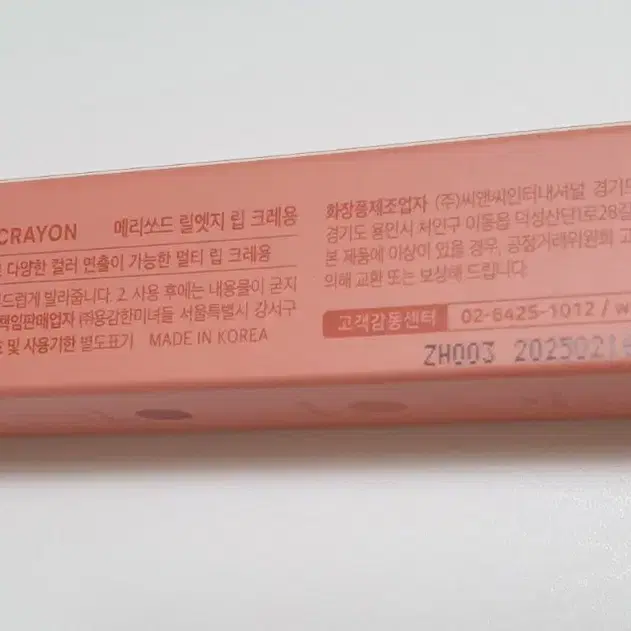 CRAYON 메리쏘드 릴엣지 립 크레용
다양한 컬러 연출이 가능한 멀티 립 크레용
드럽게 발라줍니다. 2. 사용 후에는 내용물이 굳지
책임판매업자 ㈜용감한미녀들 서울특별시 강서구
및 사용기한 별도표기 MADE IN KOREA
화장품제조업자 (주)씨앤씨인터내셔널 경기도
경기도 용인시 처인구 이동읍 덕성산단1로28길
본 제품에 이상이 있을 경우, 공정거래위원회 고
의해 교환 또는 보상해 드립니다.
고객감동센터 02-6425-1012 / w
ZH003 20250214